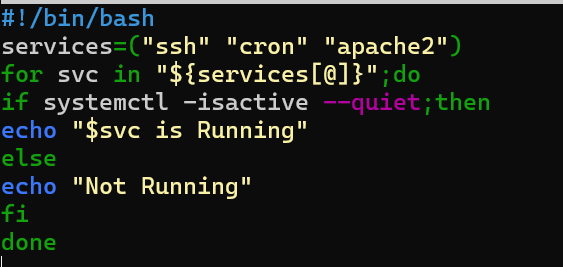 #!/bin/bash
services=("ssh" "cron" "apache2")
for svc in "${services[@]}";do
if systemctl -isactive --quiet;then
echo "$svc is Running"
else
echo "Not Running"
fi
done